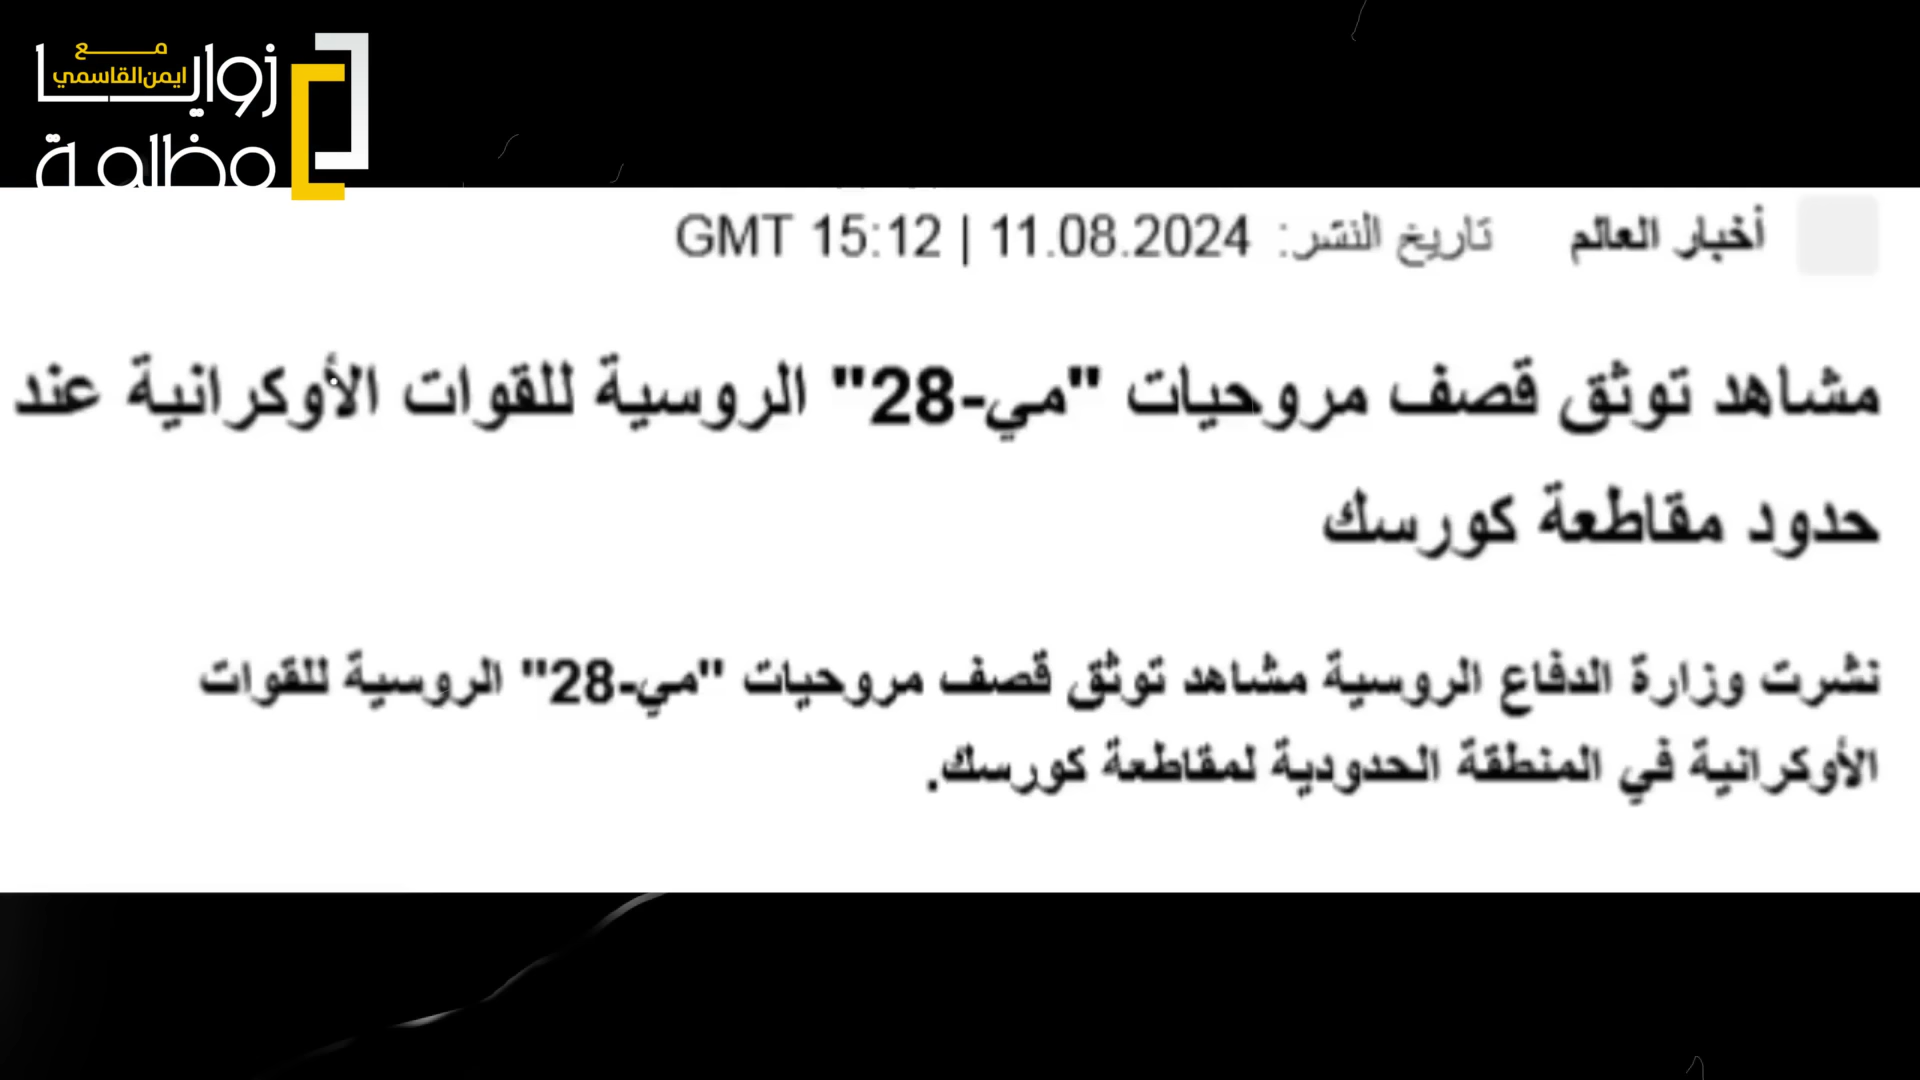 زوايا
مع
ايمن القاسمي
مظلمة
أخبار العالم تاريخ النشر: 11.08.2024 | 15:12 GMT
مشاهد توثق قصف مروحيات "مي-28" الروسية للقوات الأوكرانية عند
حدود مقاطعة كورسك
نشرت وزارة الدفاع الروسية مشاهد توثق قصف مروحيات "مي-28" الروسية للقوات
الأوكرانية في المنطقة الحدودية لمقاطعة كورسك.